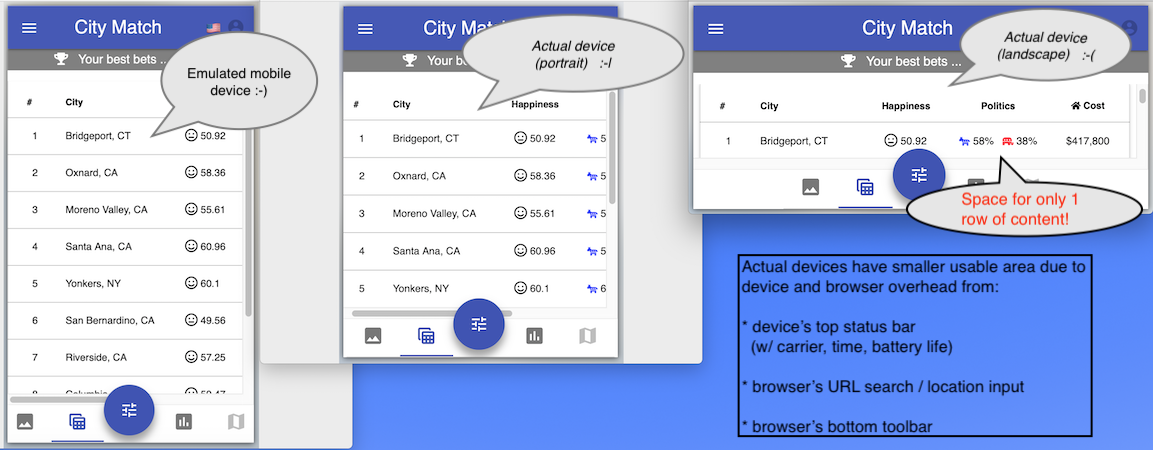 City Match
Your best bets ...
Emulated mobile
device :-)
# City
1 Bridgeport, CT 50.92
2 Oxnard, CA 58.36
3 Moreno Valley, CA 55.61
4 Santa Ana, CA 60.96
5 Yonkers, NY 60.1
6 San Bernardino, CA 49.56
7 Riverside, CA 57.25
8
City
Your
Actual device
(portrait) :-l
# City Happiness
1 Bridgeport, CT 50.92 5
2 Oxnard, CA 58.36 5
3 Moreno Valley, CA 55.61 5
4 Santa Ana, CA 60.96 5
5 Yonkers, NY 60.1 6
City Match
Your best bets ...
Actual device
(landscape) :-(
# City Happiness Politics Cost
1 Bridgeport, CT 50.92 58% 38% $417,800
Space for only 1
row of content!
Actual devices have smaller usable area due to
device and browser overhead from:
* device's top status bar
(w/ carrier, time, battery life)
* browser's URL search / location input
* browser's bottom toolbar